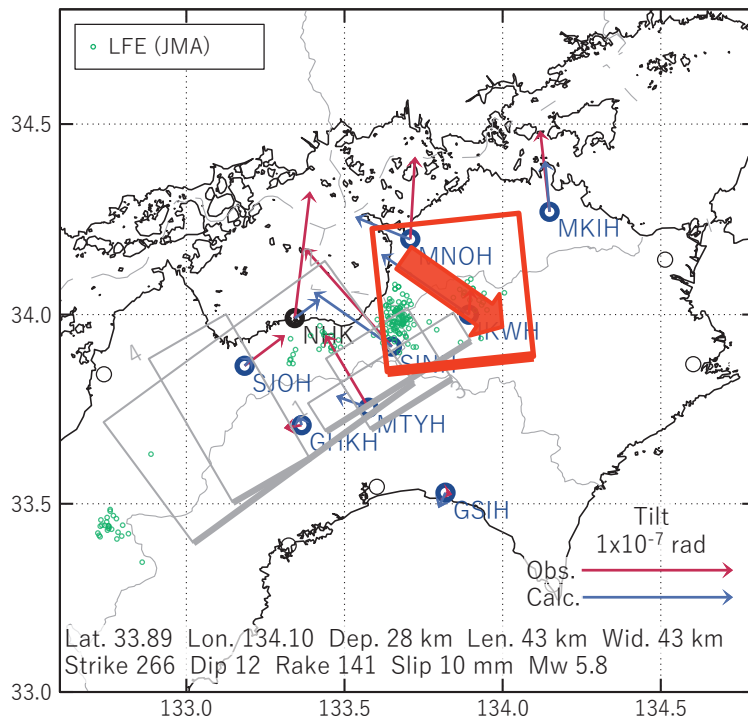 LFE (JMA)
34.5
MKIH
MNOH
34.0
NHK
SJOH
MTYH
GHKH
4
33.5
GSIH
Tilt
1x10-7 rad
Obs.
Calc.
Lat. 33.89 Lon. 134.10 Dep. 28 km Len. 43 km Wid. 43 km
Strike 266 Dip 12 Rake 141 Slip 10 mm Mw 5.8
33.0
133.0 133.5 134.0 134.5